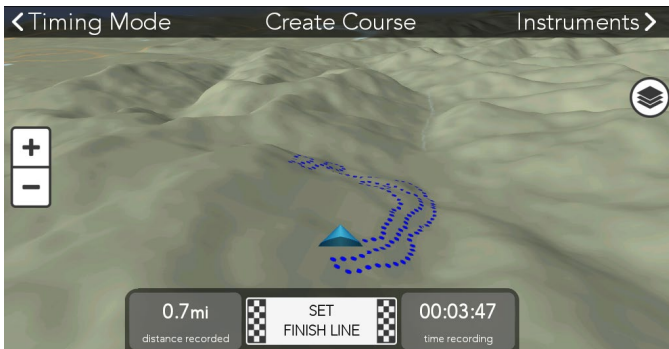 Timing Mode
Create Course
Instruments
+
−
0.7mi
distance recorded
SET
FINISH LINE
00:03:47
time recording